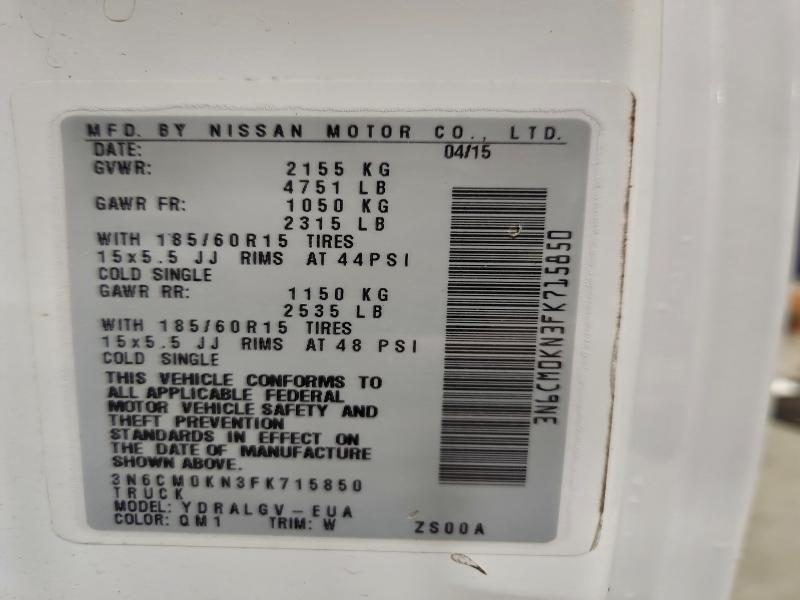 MFD. BY NISSAN MOTOR CO., LTD.
DATE: 04/15
GVWR: 2155 KG
4751 LB
GAWR FR: 1050 KG
2315 LB
WITH 185/60R15 TIRES
15x5.5 JJ RIMS AT 44PSI
COLD SINGLE
GAWR RR: 1150 KG
2535 LB
WITH 185/60R15 TIRES
15x5.5 JJ RIMS AT 48 PSI
COLD SINGLE
THIS VEHICLE CONFORMS TO
ALL APPLICABLE FEDERAL
MOTOR VEHICLE SAFETY AND
THEFT PREVENTION
STANDARDS IN EFFECT ON
THE DATE OF MANUFACTURE
SHOWN ABOVE.
3N6CM0KN3FK715850
TRUCK
MODEL: YDRALGV-EUA
COLOR: QM1 TRIM: W ZS00A
3N6CM0KN3FK715850